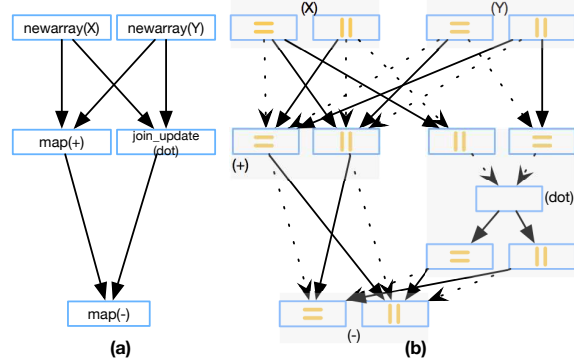 newarray(X)
newarray(Y)
(X)
(Y)
map(+)
join_update
(dot)
(+)
(dot)
map(-)
(-)
(a)
(b)